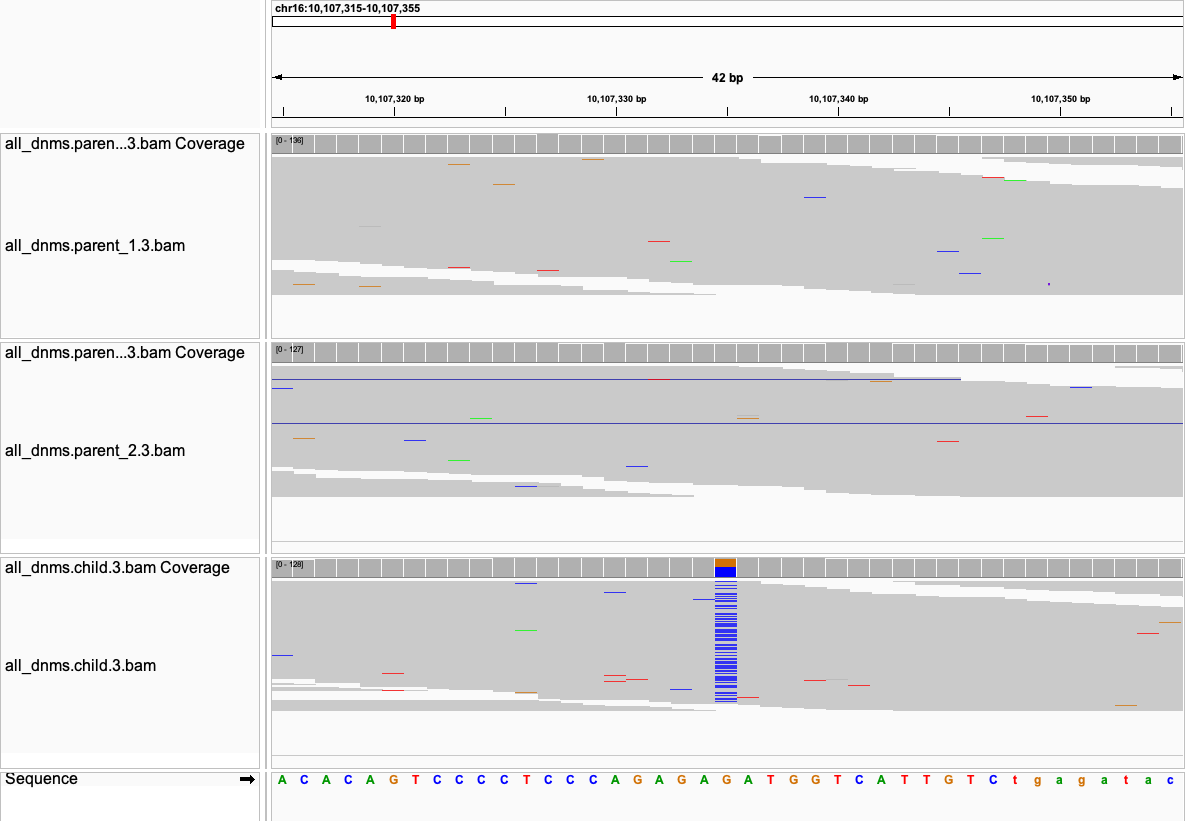 chr16:10,107,315-10,107,355
42 bp
10,107,320 bp 10,107,330 bp 10,107,340 bp 10,107,350 bp
all_dnms.paren...3.bam Coverage
[0 - 136]
all_dnms.parent_1.3.bam
all_dnms.paren...3.bam Coverage
[0 - 127]
all_dnms.parent_2.3.bam
all_dnms.child.3.bam Coverage
[0 - 128]
all_dnms.child.3.bam
Sequence A C A C A G T C C C C T C C C A G A G A G A T G G T C A T T G T C t g a g a t a c